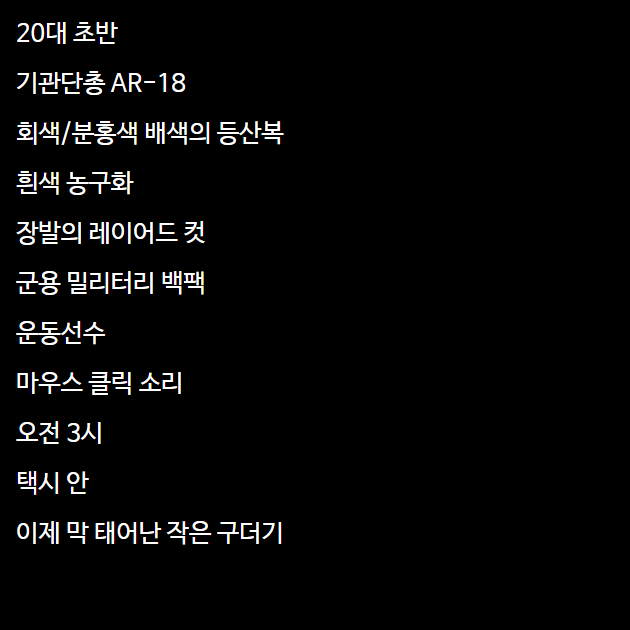 20대 초반
기관단총 AR-18
회색/분홍색 배색의 등산복
흰색 농구화
장발의 레이어드 컷
군용 밀리터리 백팩
운동선수
마우스 클릭 소리
오전 3시
택시 안
이제 막 태어난 작은 구더기